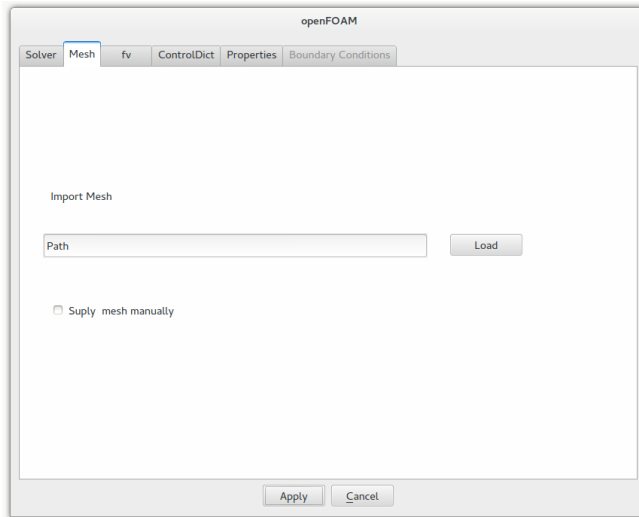 openFOAM
Solver Mesh fv ControlDict Properties Boundary Conditions
Import Mesh
Path Load
Suply mesh manually
Apply Cancel